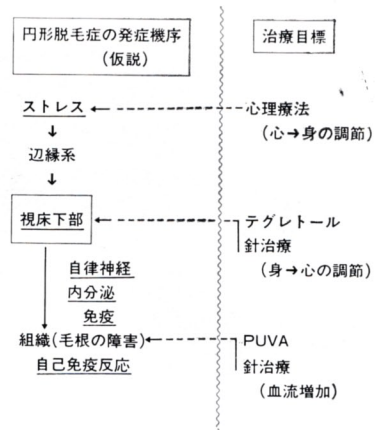 円形脱毛症の発症機序
(仮説)
治療目標
ストレス
心理療法
(心→身の調節)
↓
辺縁系
↓
視床下部
テグレトール
針治療
(身→心の調節)
自律神経
内分泌
免疫
組織(毛根の障害)
自己免疫反応
PUVA
針治療
(血流増加)